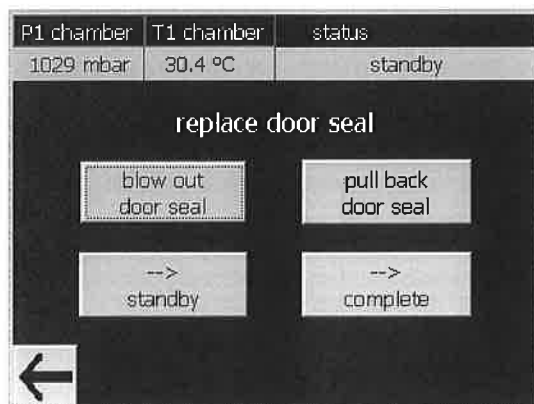 P1 chamber T1 chamber status
1029 mbar 30.4 ºC standby
replace door seal
blow out
door seal
pull back
door seal
-->
standby
-->
complete